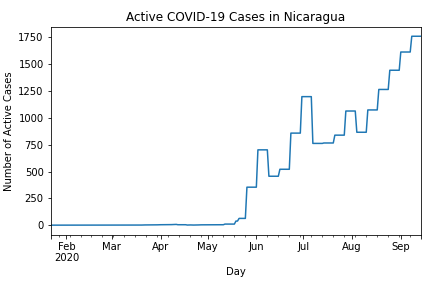 Active COVID-19 Cases in Nicaragua
Number of Active Cases
1750
1500
1250
1000
750
500
250
0
Feb Mar Apr May Jun Jul Aug Sep
2020
Day